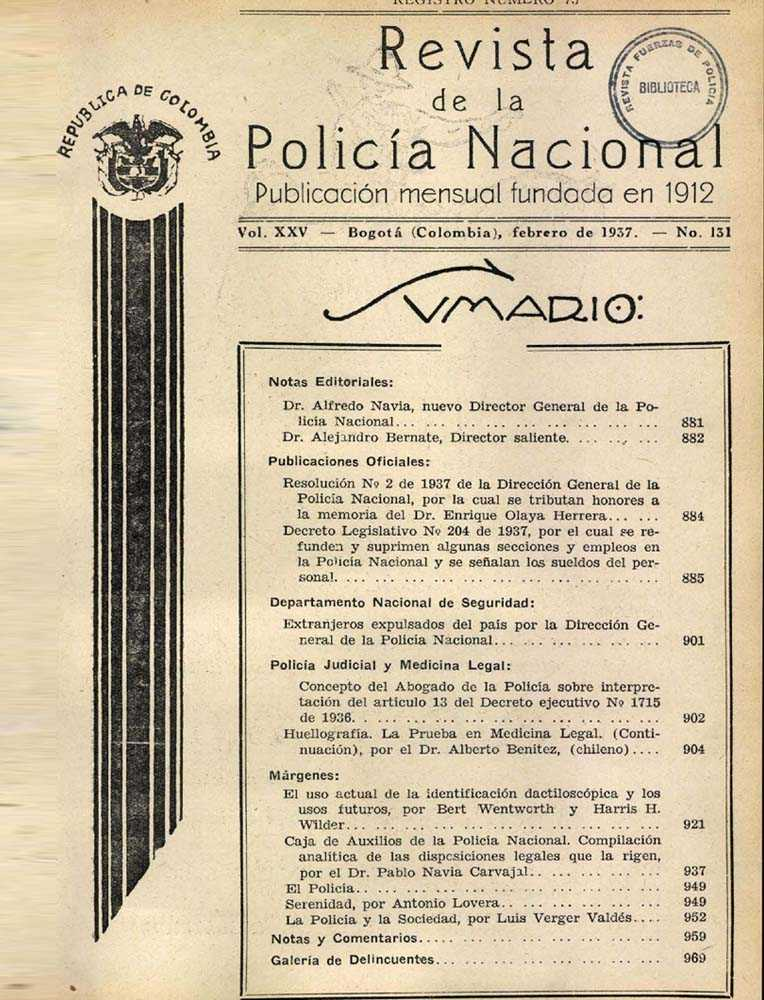 REGISTRO NUMERO 75
Revista
de la
Policía Nacional
Publicación mensual fundada en 1912
REVISTA FUERZAS DE POLICIA
BIBLIOTECA
REPUBLICA DE COLOMBIA
Vol. XXV — Bogotá (Colombia), febrero de 1937. — No. 131
SUMARIO:
Notas Editoriales:
Dr. Alfredo Navia, nuevo Director General de la Po-
licía Nacional... ... ... ... ... ... ... ... ... ... 881
Dr. Alejandro Bernate, Director saliente. ... ... ... 882
Publicaciones Oficiales:
Resolución Nº 2 de 1937 de la Dirección General de la
Policía Nacional, por la cual se tributan honores a
la memoria del Dr. Enrique Olaya Herrera... ... 884
Decreto Legislativo Nº 204 de 1937, por el cual se re-
funden y suprimen algunas secciones y empleos en
la Policía Nacional y se señalan los sueldos del per-
sonal. ... ... ... ... ... ... ... ... ... ... ... ... 885
Departamento Nacional de Seguridad:
Extranjeros expulsados del país por la Dirección Ge-
neral de la Policía Nacional... ... ... ... ... ... 901
Policía Judicial y Medicina Legal:
Concepto del Abogado de la Policía sobre interpre-
tación del artículo 13 del Decreto ejecutivo Nº 1715
de 1936. ... ... ... ... ... ... ... ... ... ... ... 902
Huellografía. La Prueba en Medicina Legal. (Conti-
nuación), por el Dr. Alberto Benítez, (chileno).... 904
Márgenes:
El uso actual de la identificación dactiloscópica y los
usos futuros, por Bert Wentworth y Harris H.
Wilder... ... ... ... ... ... ... ... ... ... ... ... 921
Caja de Auxilios de la Policía Nacional. Compilación
analítica de las disposiciones legales que la rigen,
por el Dr. Pablo Navia Carvajal.. ... ... ... ... 937
El Policía.. ... ... ... ... ... ... ... ... ... ... ... 949
Serenidad, por Antonio Lovera.. ... ... ... ... ... 949
La Policía y la Sociedad, por Luis Verger Valdés.... 952
Notas y Comentarios..... ... ... ... ... ... ... ... 959
Galería de Delincuentes... ... ... ... ... ... ... ... 969